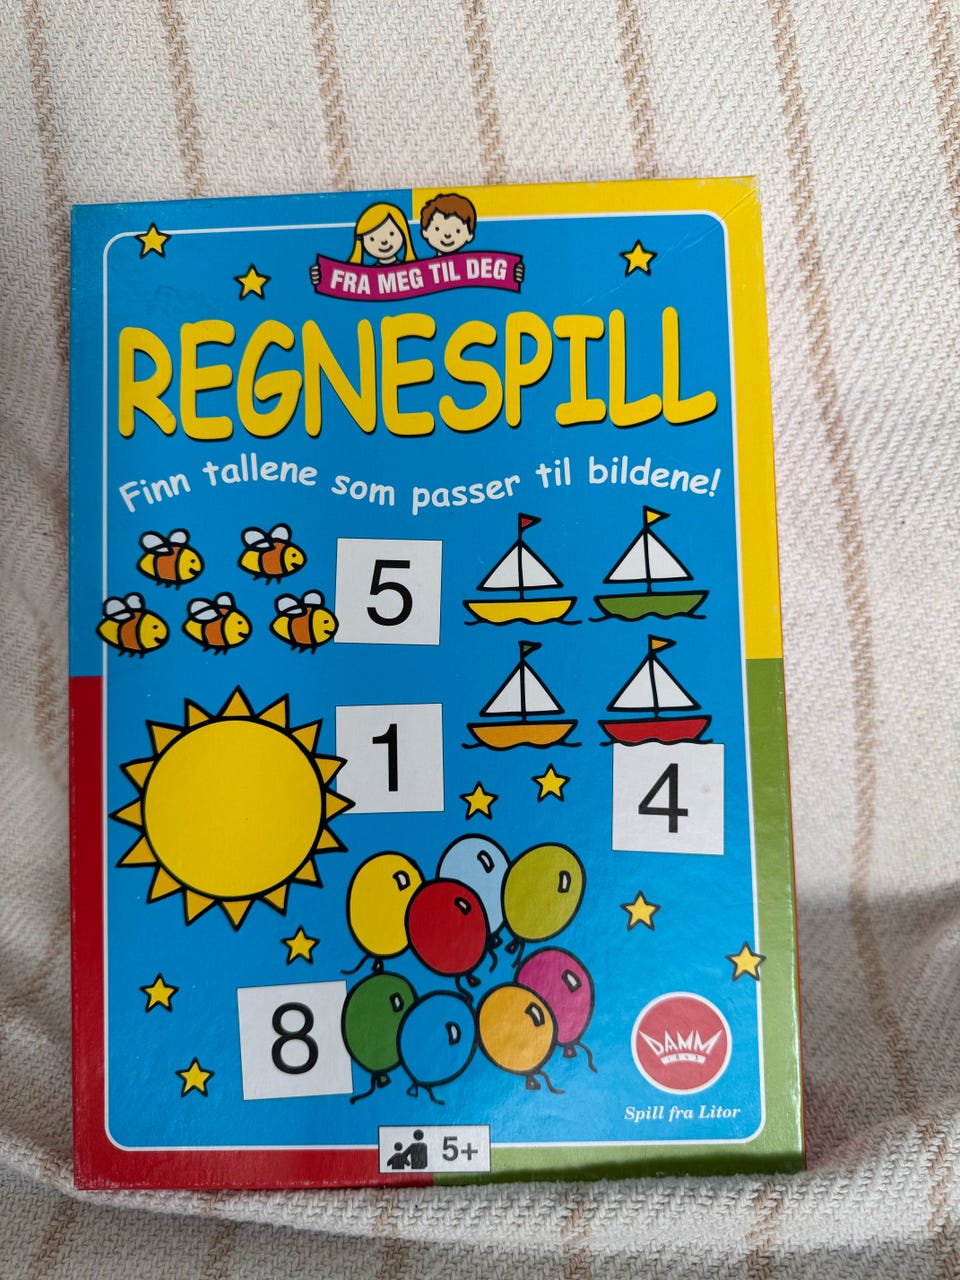 FRA MEG TIL DEG
REGNESPILL
Finn tallene som passer til bildene!
5
1
4
8
DAMM
1843
Spill fra Litor
5+